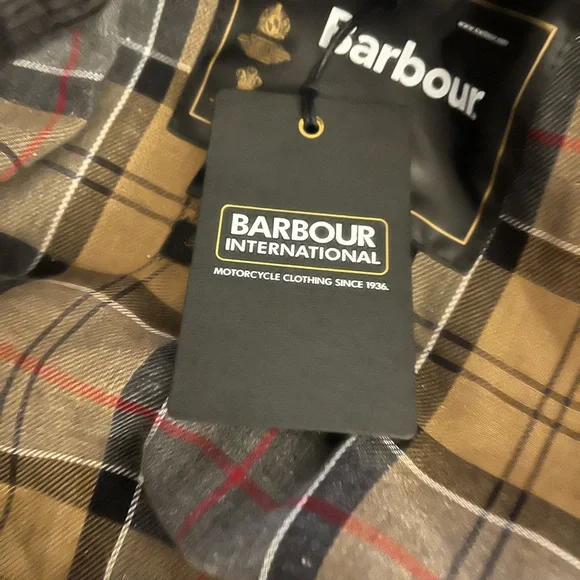 Barbour
BARBOUR
INTERNATIONAL
MOTORCYCLE CLOTHING SINCE 1936.